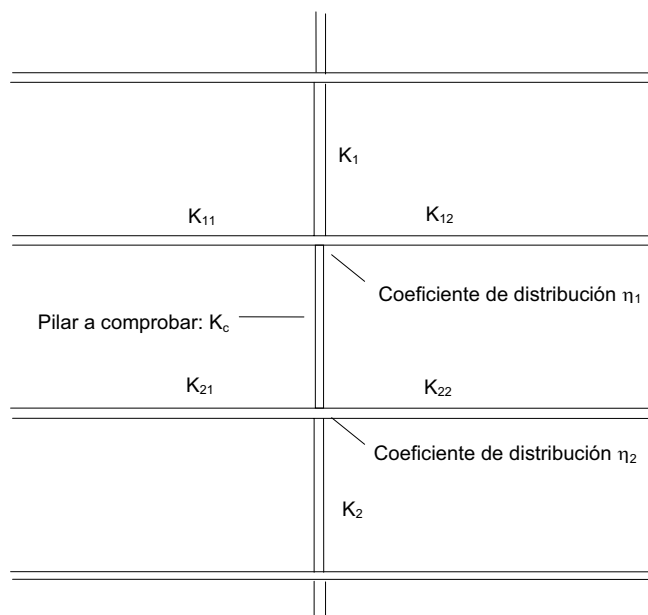 K₁
K₁₁
K₁₂
Coeficiente de distribución η₁
Pilar a comprobar: K꜀
K₂₁
K₂₂
Coeficiente de distribución η₂
K₂